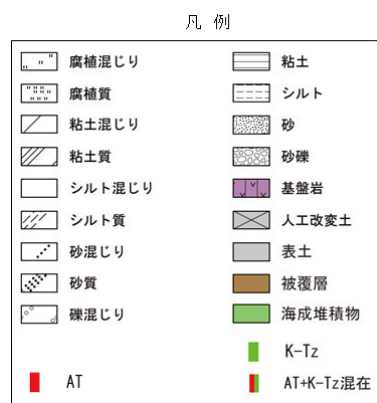 凡 例
腐植混じり
腐植質
粘土混じり
粘土質
シルト混じり
シルト質
砂混じり
砂質
礫混じり
AT
粘土
シルト
砂
砂礫
基盤岩
人工改変土
表土
被覆層
海成堆積物
K-Tz
AT+K-Tz混在